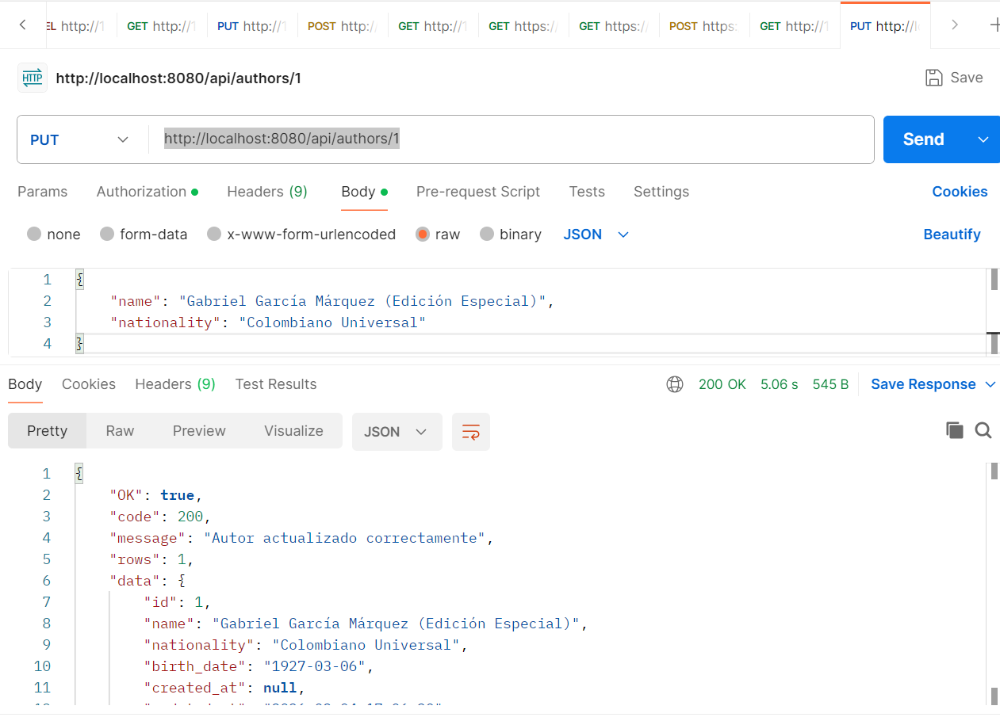 EL http://1 GET http://1 PUT http://1 POST http:// GET http://1 GET https:/ GET https:/ POST https: GET http://1 PUT http://l
HTTP http://localhost:8080/api/authors/1 Save
PUT http://localhost:8080/api/authors/1 Send
Params Authorization Headers (9) Body Pre-request Script Tests Settings Cookies
none form-data x-www-form-urlencoded raw binary JSON Beautify
1 {
2 "name": "Gabriel García Márquez (Edición Especial)",
3 "nationality": "Colombiano Universal"
4 }
Body Cookies Headers (9) Test Results 200 OK 5.06 s 545 B Save Response
Pretty Raw Preview Visualize JSON
1 {
2 "OK": true,
3 "code": 200,
4 "message": "Autor actualizado correctamente",
5 "rows": 1,
6 "data": {
7 "id": 1,
8 "name": "Gabriel García Márquez (Edición Especial)",
9 "nationality": "Colombiano Universal",
10 "birth_date": "1927-03-06",
11 "created_at": null,